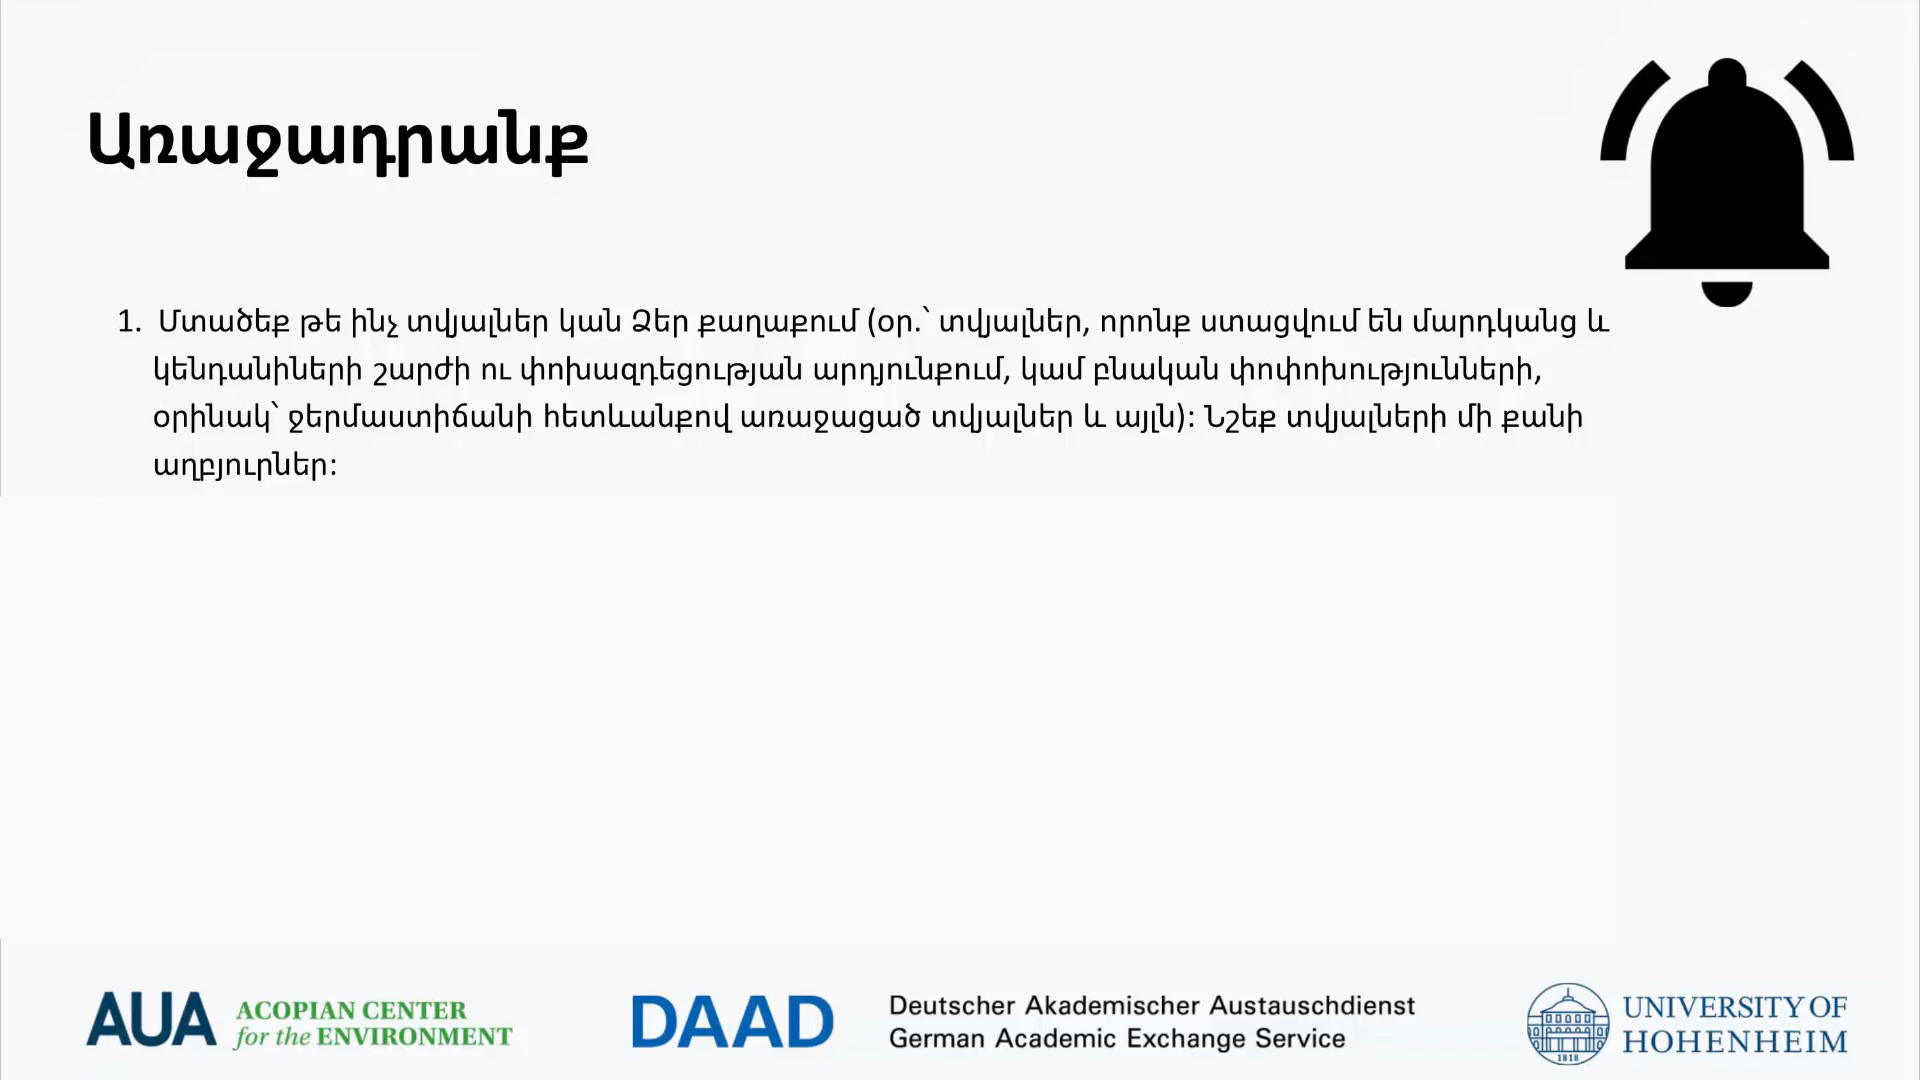 Առաջադրանք
1. Մտածեք թե ինչ տվյալներ կան Ձեր քաղաքում (օր.՝ տվյալներ, որոնք ստացվում են մարդկանց և
կենդանիների շարժի ու փոխազդեցության արդյունքում, կամ բնական փոփոխությունների,
օրինակ՝ ջերմաստիճանի հետևանքով առաջացած տվյալներ և այլն): Նշեք տվյալների մի քանի
աղբյուրներ:
AUA ACOPIAN CENTER
for the ENVIRONMENT
DAAD
Deutscher Akademischer Austauschdienst
German Academic Exchange Service
1818
UNIVERSITY OF
HOHENHEIM